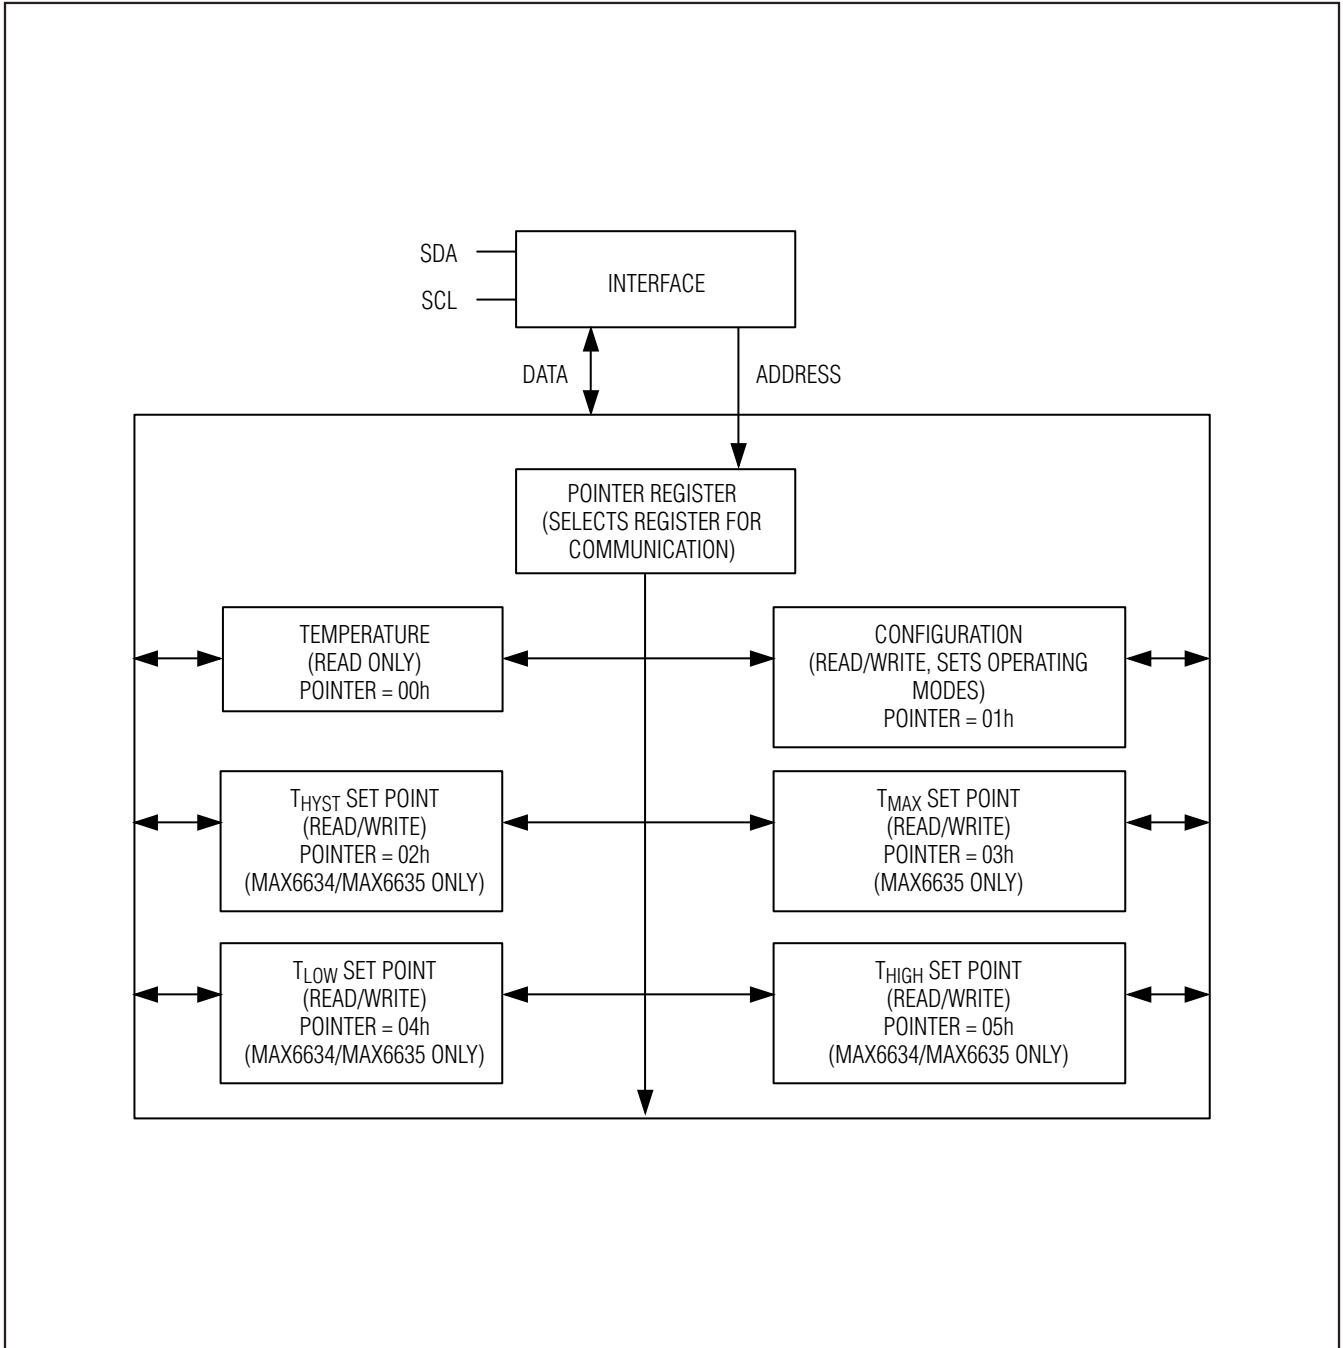 SDA
SCL
INTERFACE
DATA
ADDRESS
POINTER REGISTER
(SELECTS REGISTER FOR
COMMUNICATION)
TEMPERATURE
(READ ONLY)
POINTER = 00h
CONFIGURATION
(READ/WRITE, SETS OPERATING
MODES)
POINTER = 01h
THYST SET POINT
(READ/WRITE)
POINTER = 02h
(MAX6634/MAX6635 ONLY)
TMAX SET POINT
(READ/WRITE)
POINTER = 03h
(MAX6635 ONLY)
TLOW SET POINT
(READ/WRITE)
POINTER = 04h
(MAX6634/MAX6635 ONLY)
THIGH SET POINT
(READ/WRITE)
POINTER = 05h
(MAX6634/MAX6635 ONLY)